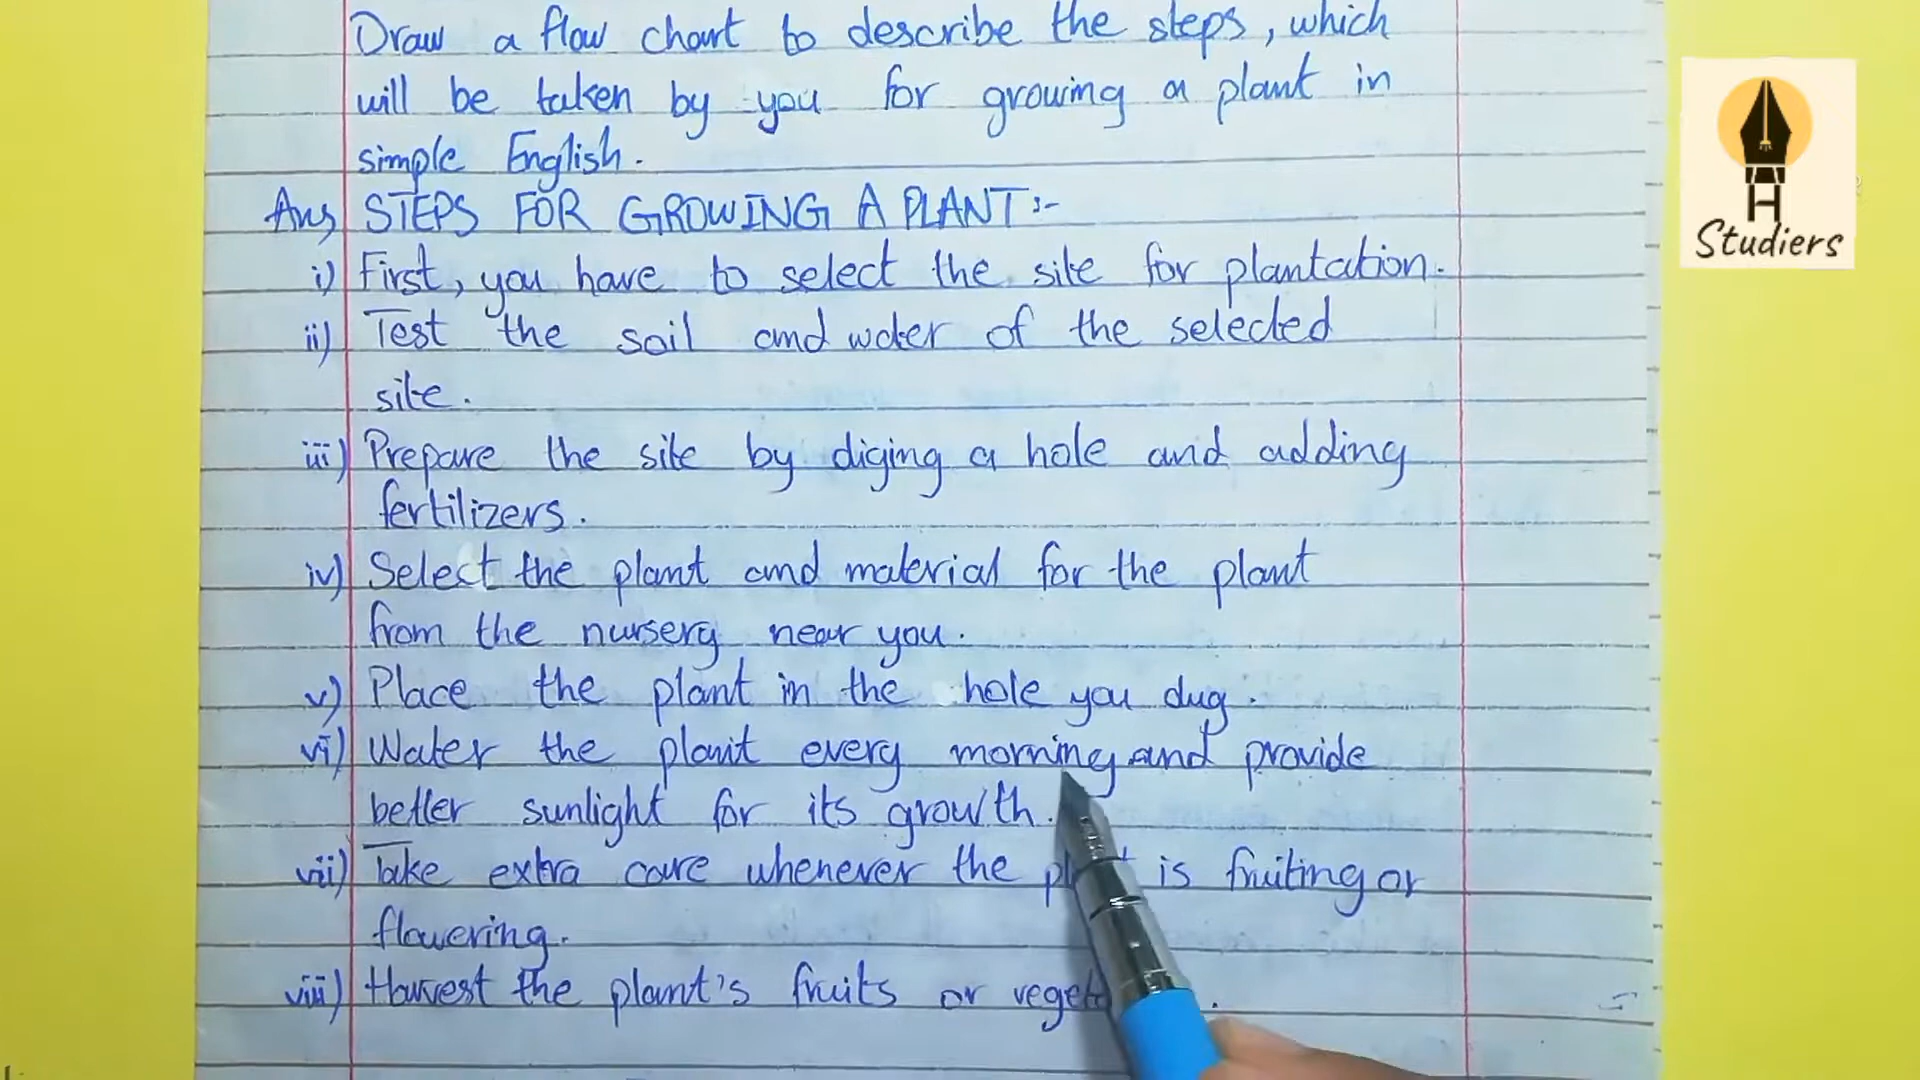 Draw a flow chart to describe the steps, which
will be taken by you for growing a plant in
simple English.
Ans STEPS FOR GROWING A PLANT:-
i) First, you have to select the site for plantation.
ii) Test the soil and water of the selected
site.
iii) Prepare the site by diging a hole and adding
fertilizers.
iv) Select the plant and material for the plant
from the nursery near you.
v) Place the plant in the hole you dug.
vi) Water the plant every morning and provide
better sunlight for its growth.
vii) Take extra care whenever the is fruiting or
flowering.
viii) Harvest the plant's fruits or
Studiers